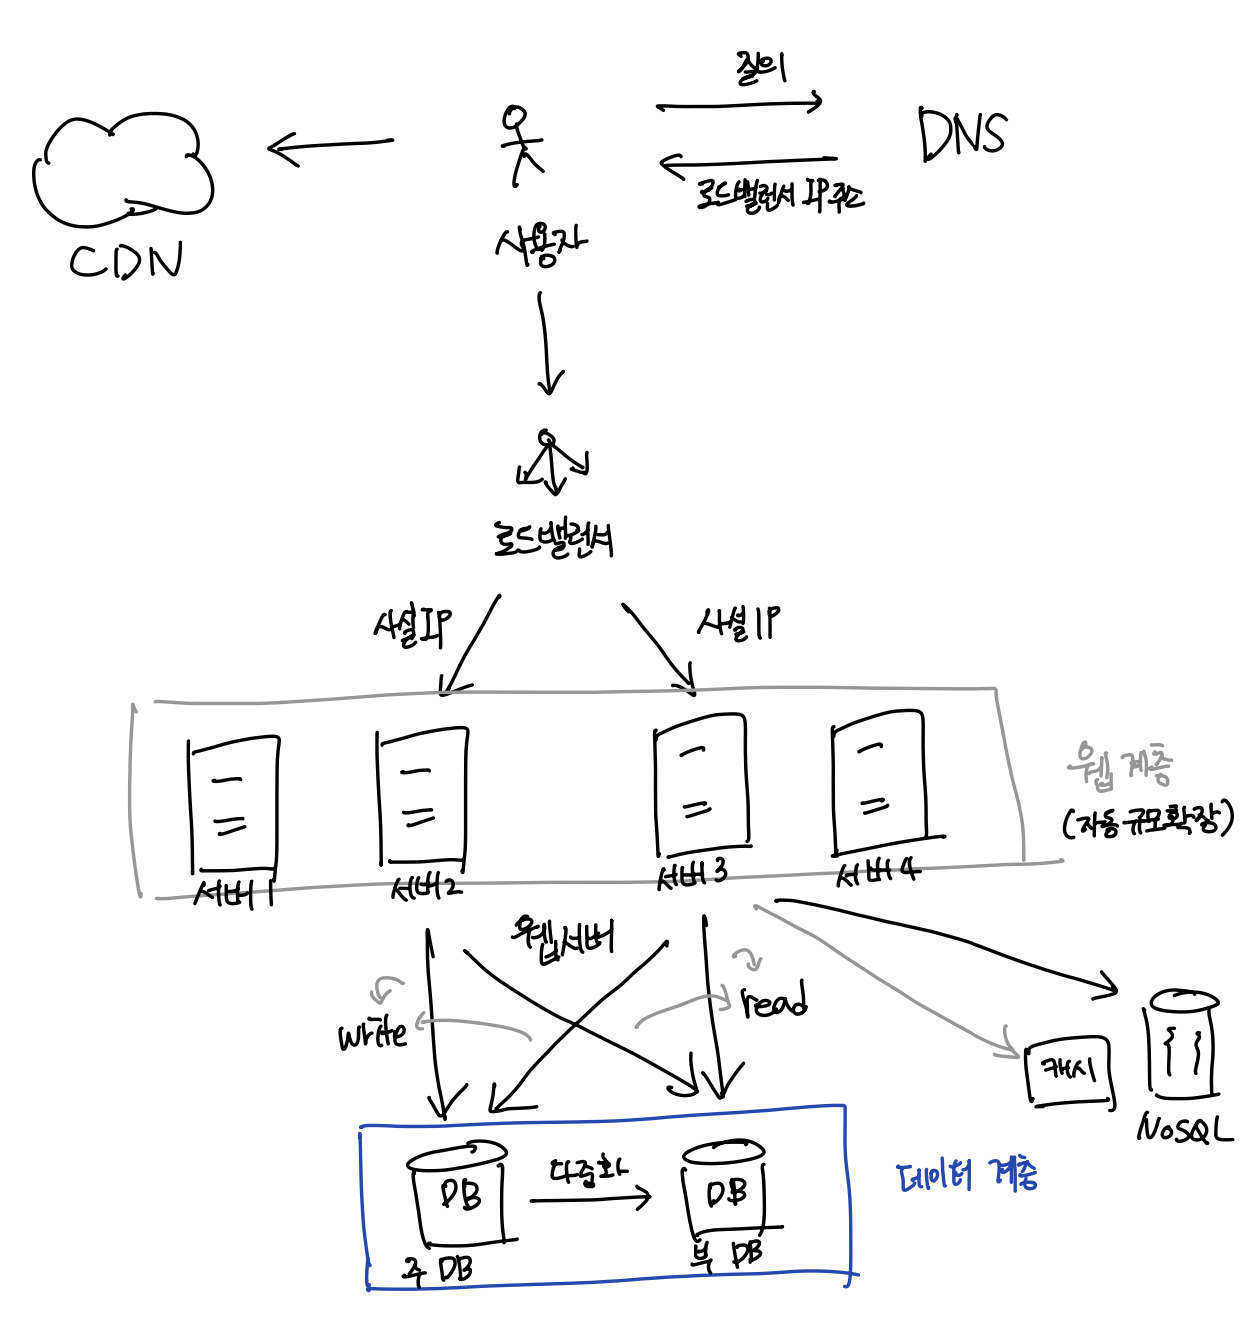 질의
DNS
로드밸런서 IP주소
CDN
사용자
로드밸런서
사설IP
사설IP
웹 계층
(자동 규모확장)
서버1
서버2
서버3
서버4
웹서버
write
read
캐시
NoSQL
DB
다중화
DB
데이터 계층
주 DB
부 DB